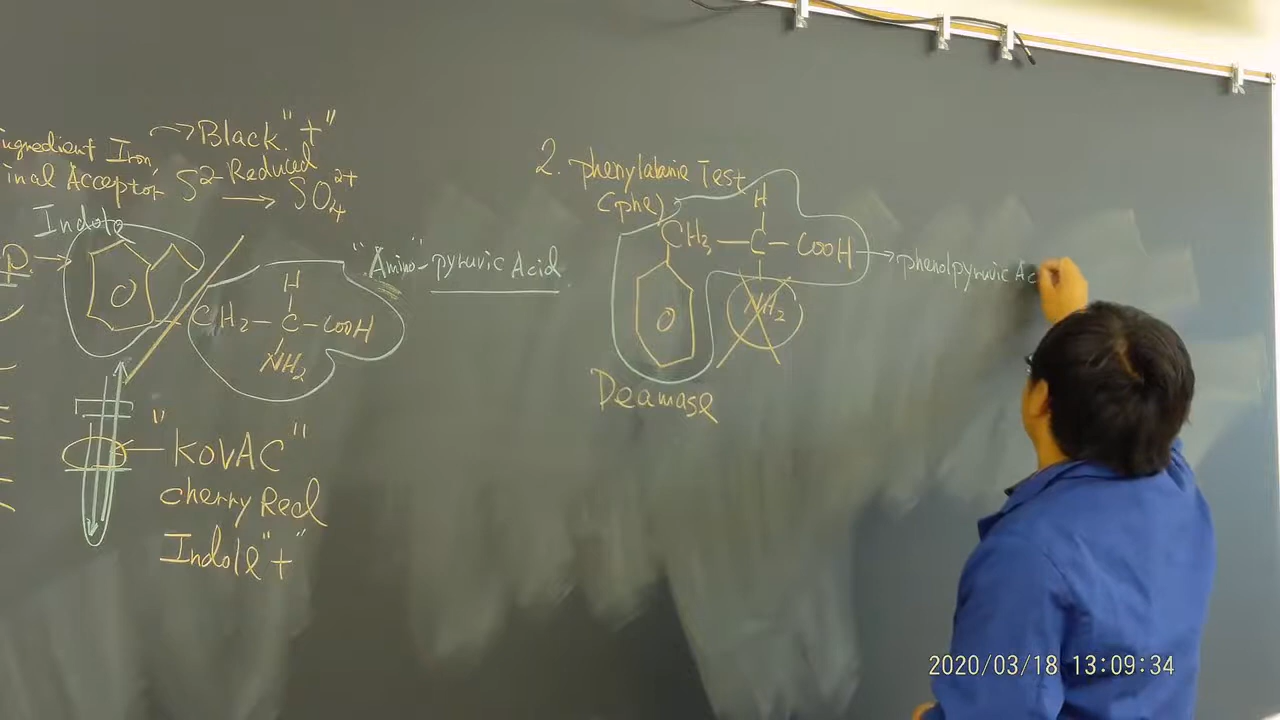 ingredient Iron, → Black "+"
inal Acceptor S2- Reduced → SO4 2+
Indole
P. →
H
CH2 — C — COOH
NH2
"Amino"-pyruvic Acid
"KOVAC"
cherry Red
Indole "+"
2. phenylalanie Test
(phe)
H
CH2 — C — COOH → phenolpyruvic Ac
NH2
Deamase
2020/03/18 13:09:34